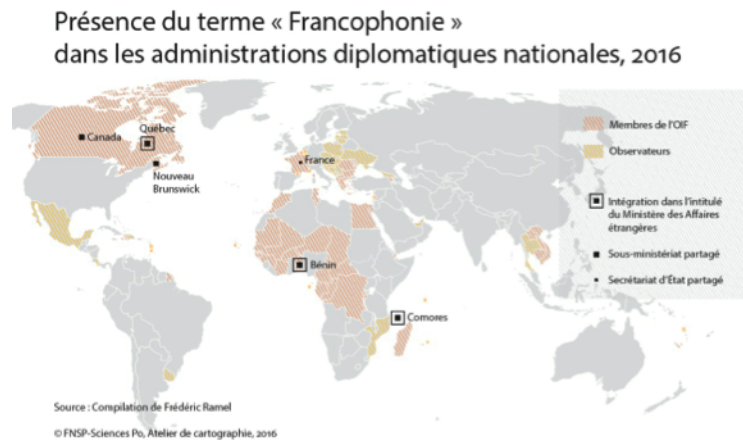 Présence du terme « Francophonie »
dans les administrations diplomatiques nationales, 2016
Canada
Québec
Nouveau
Brunswick
France
Bénin
Comores
Membres de l'OIF
Observateurs
Intégration dans l'intitulé
du Ministère des Affaires
étrangères
Sous-ministériat partagé
Secrétariat d'État partagé
Source : Compilation de Frédéric Ramel
© FNSP-Sciences Po, Atelier de cartographie, 2016